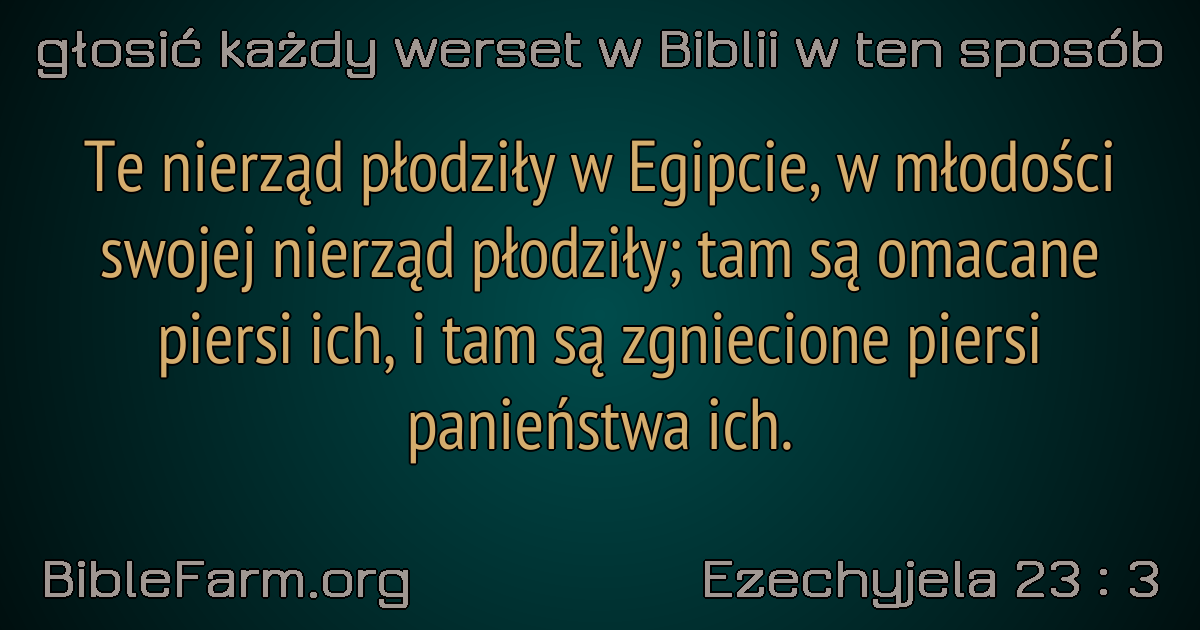 głosić każdy werset w Biblii w ten sposób
Te nierząd płodziły w Egipcie, w młodości
swojej nierząd płodziły; tam są omacane
piersi ich, i tam są zgniecione piersi
panieństwa ich.
BibleFarm.org
Ezechyjela 23 : 3